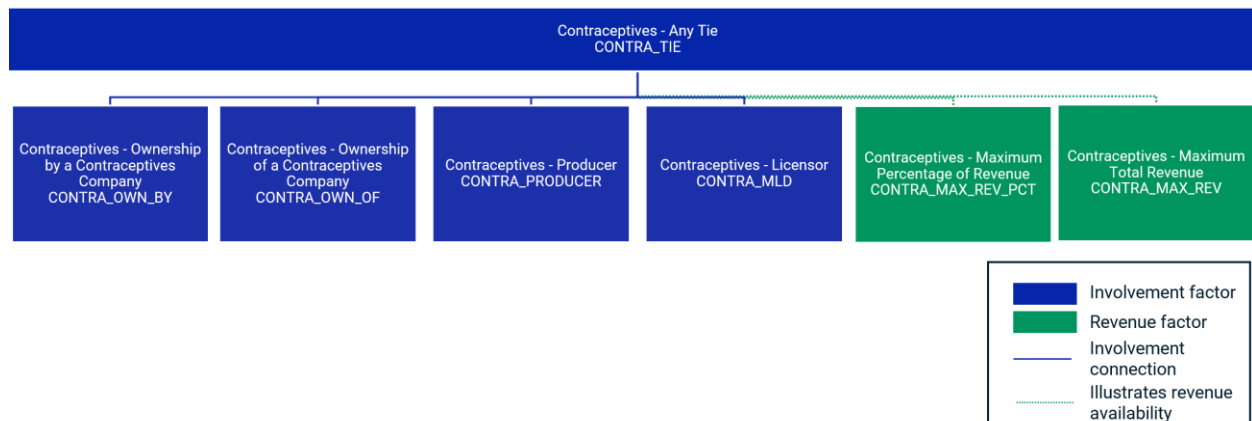 Contraceptives - Any Tie
CONTRA_TIE
Contraceptives - Ownership
by a Contraceptives
Company
CONTRA_OWN_BY
Contraceptives - Ownership
of a Contraceptives
Company
CONTRA_OWN_OF
Contraceptives - Producer
CONTRA_PRODUCER
Contraceptives - Licensor
CONTRA_MLD
Contraceptives - Maximum
Percentage of Revenue
CONTRA_MAX_REV_PCT
Contraceptives - Maximum
Total Revenue
CONTRA_MAX_REV
Involvement factor
Revenue factor
Involvement
connection
Illustrates revenue
availability